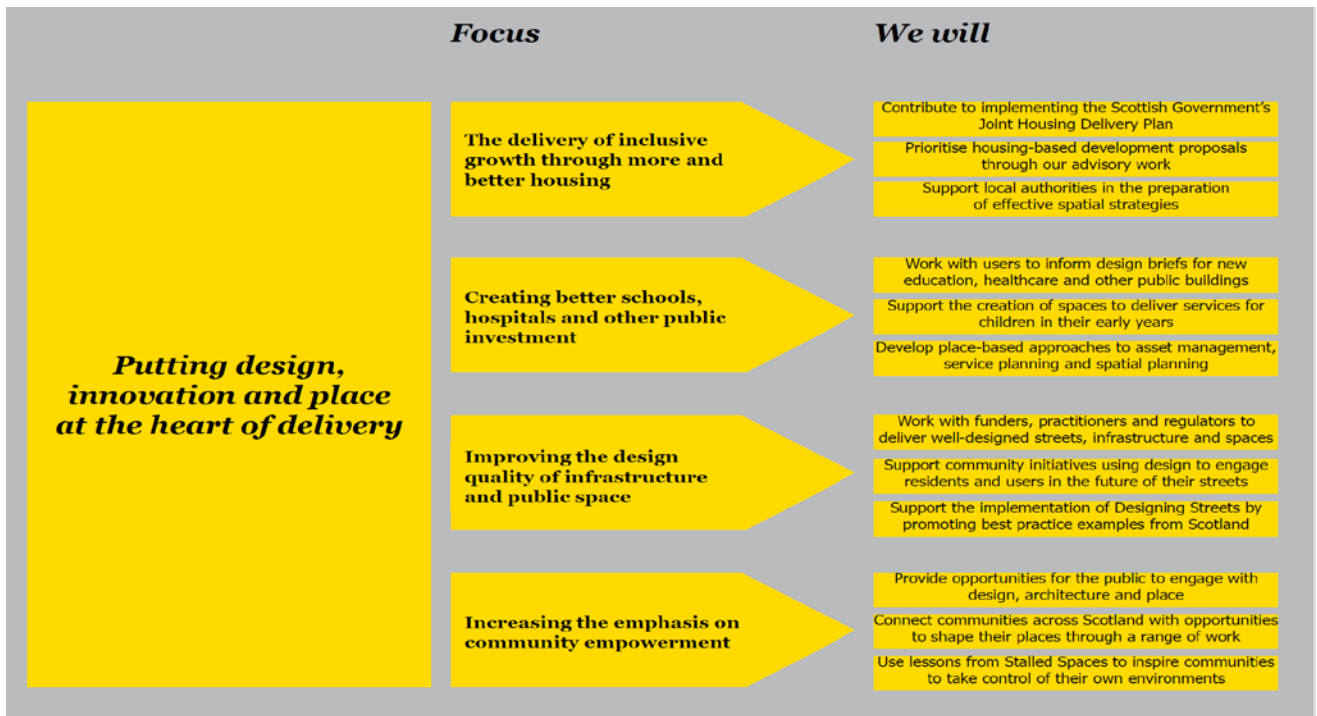 Focus
We will
Putting design,
innovation and place
at the heart of delivery
The delivery of inclusive
growth through more and
better housing
Contribute to implementing the Scottish Government's
Joint Housing Delivery Plan
Prioritise housing-based development proposals
through our advisory work
Support local authorities in the preparation
of effective spatial strategies
Creating better schools,
hospitals and other public
investment
Work with users to inform design briefs for new
education, healthcare and other public buildings
Support the creation of spaces to deliver services for
children in their early years
Develop place-based approaches to asset management,
service planning and spatial planning
Improving the design
quality of infrastructure
and public space
Work with funders, practitioners and regulators to
deliver well-designed streets, infrastructure and spaces
Support community initiatives using design to engage
residents and users in the future of their streets
Support the implementation of Designing Streets by
promoting best practice examples from Scotland
Increasing the emphasis on
community empowerment
Provide opportunities for the public to engage with
design, architecture and place
Connect communities across Scotland with opportunities
to shape their places through a range of work
Use lessons from Stalled Spaces to inspire communities
to take control of their own environments